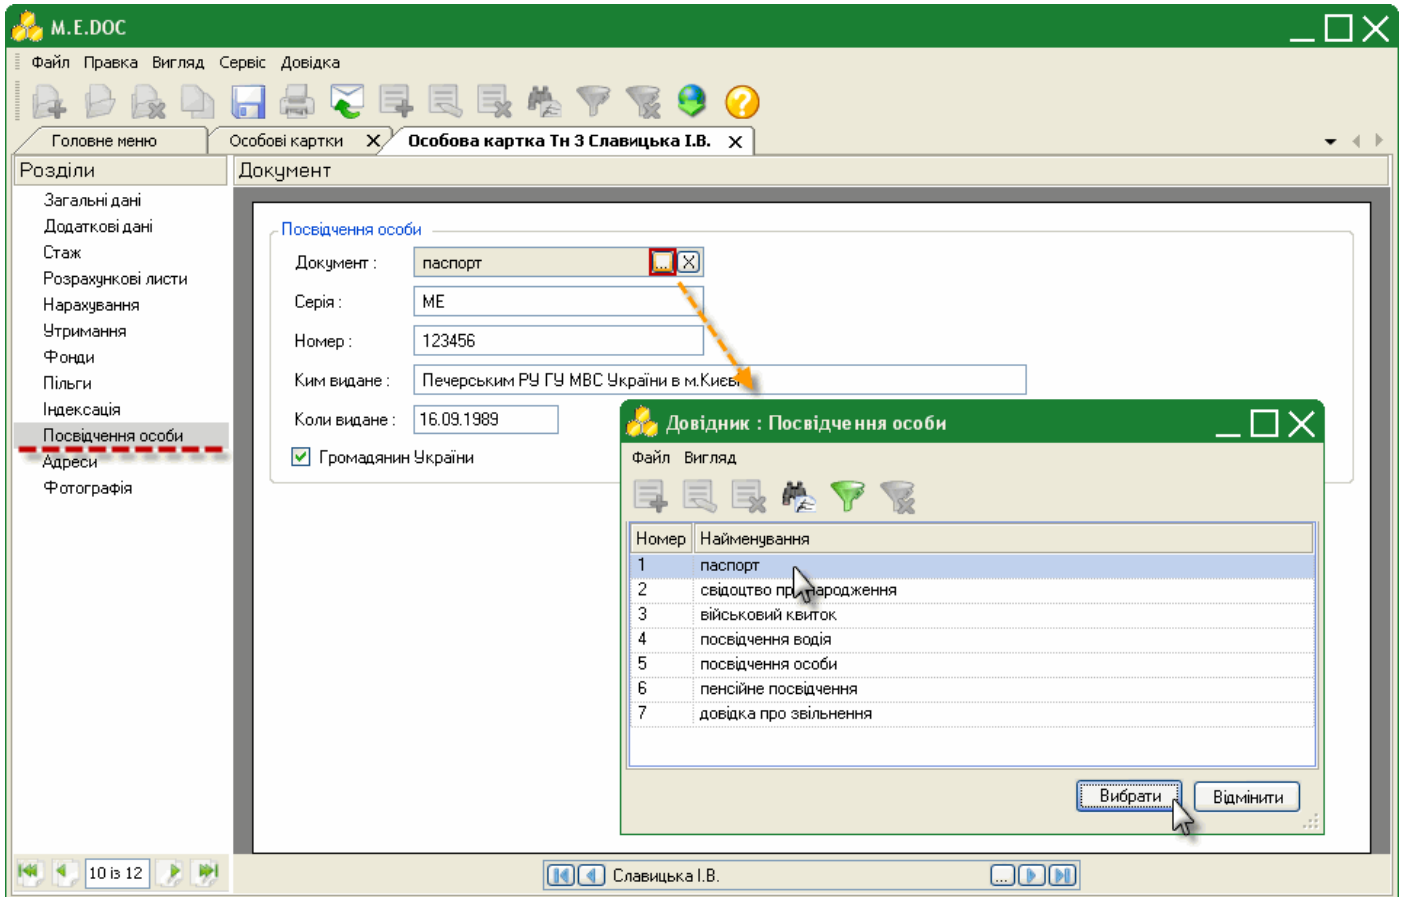 M.E.DOC
Файл Правка Вигляд Сервіс Довідка
Головне меню Особові картки Особова картка Тн 3 Славицька І.В.
Розділи Документ
Загальні дані
Додаткові дані
Стаж
Розрахункові листи
Нарахування
Утримання
Фонди
Пільги
Індексація
Посвідчення особи
Адреси
Фотографія
Посвідчення особи
Документ : паспорт ...
Серія : МЕ
Номер : 123456
Ким видане : Печерським РУ ГУ МВС України в м.Києві
Коли видане : 16.09.1989
Громадянин України
Довідник : Посвідчення особи
Файл Вигляд
Номер Найменування
1 паспорт
2 свідоцтво про народження
3 військовий квиток
4 посвідчення водія
5 посвідчення особи
6 пенсійне посвідчення
7 довідка про звільнення
Вибрати Відмінити
10 із 12 Славицька І.В. ...